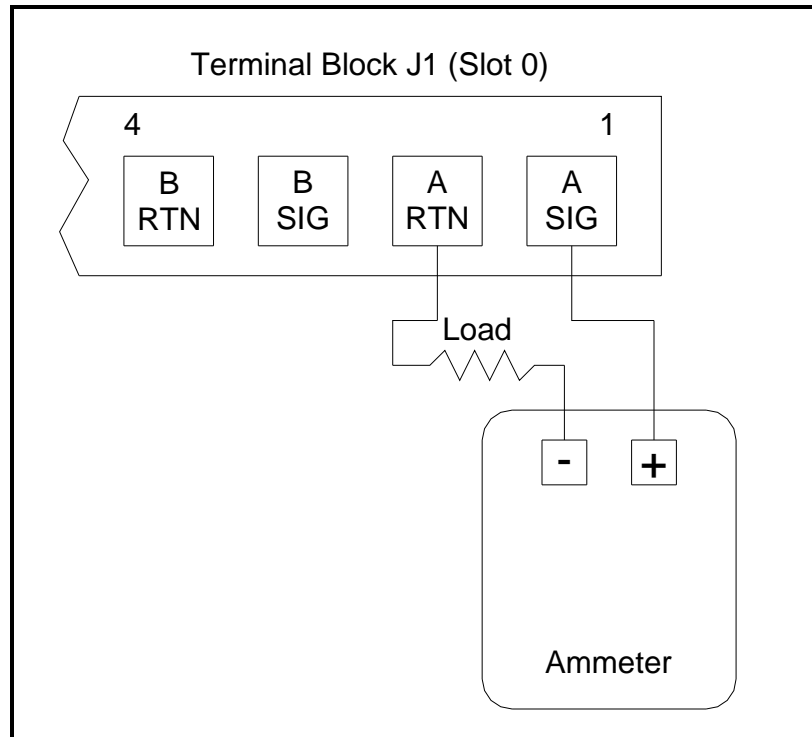 Terminal Block J1 (Slot 0)
4 1
B B A A
RTN SIG RTN SIG
Load
- +
Ammeter